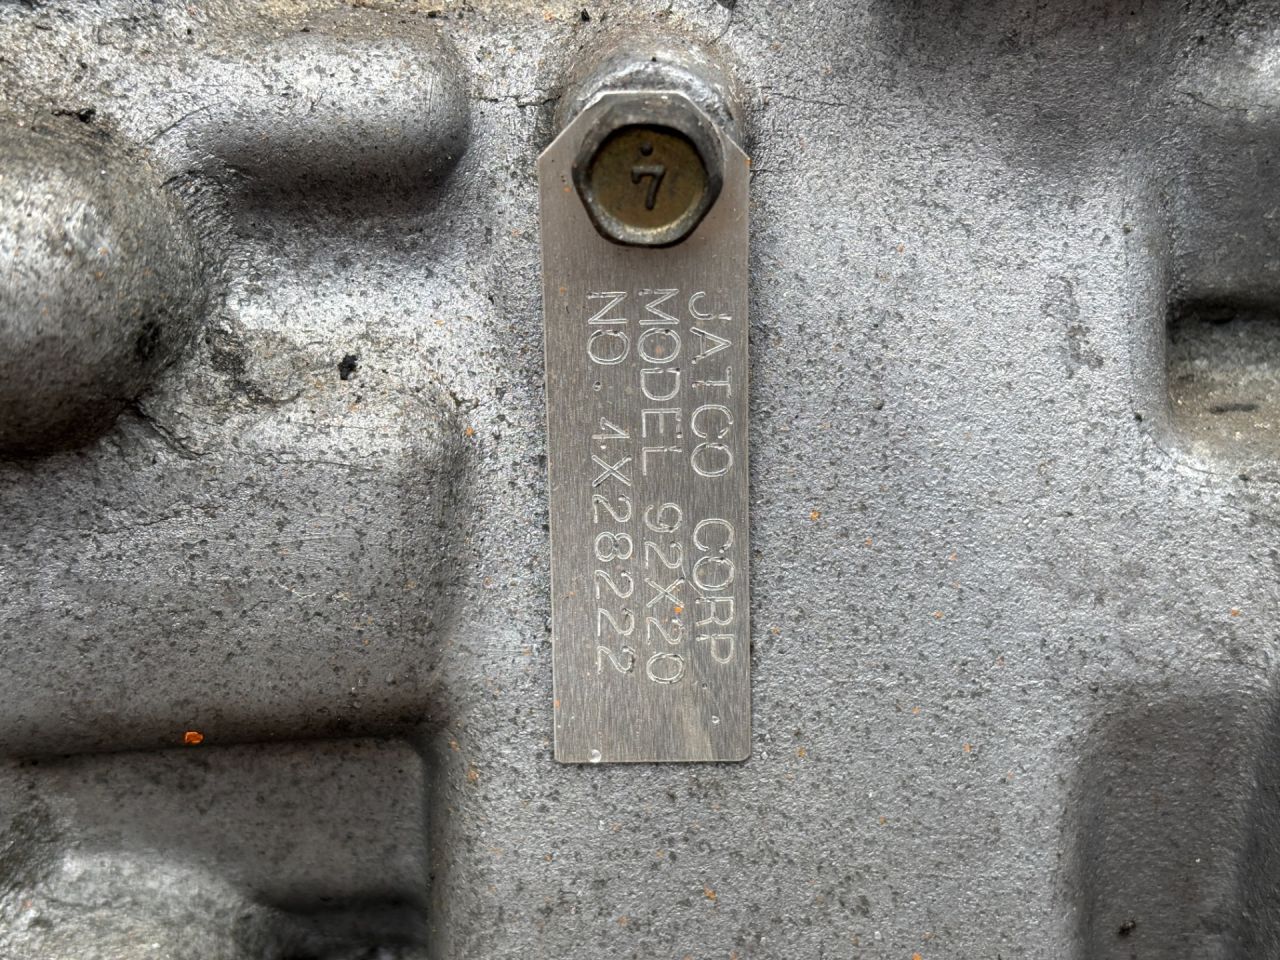 7
JATCO CORP
MODEL 92X20
NO. 4X28222